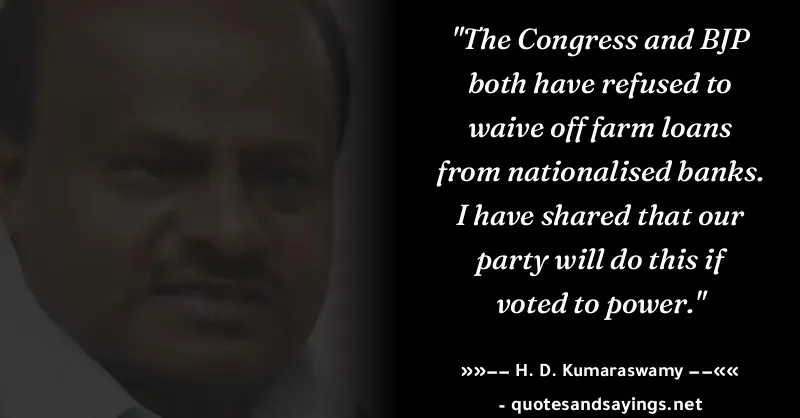 "The Congress and BJP
both have refused to
waive off farm loans
from nationalised banks.
I have shared that our
party will do this if
voted to power."
»»−− H. D. Kumaraswamy −−««
- quotesandsayings.net